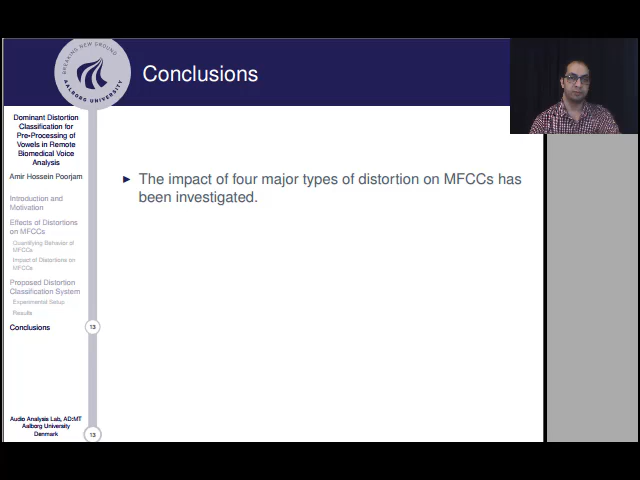 BREAKING NEW GROUND
AALBORG UNIVERSITY
Conclusions
Dominant Distortion
Classification for
Pre-Processing of
Vowels in Remote
Biomedical Voice
Analysis
Amir Hossein Poorjam
Introduction and
Motivation
Effects of Distortions
on MFCCs
Quantifying Behavior of
MFCCs
Impact of Distortions on
MFCCs
Proposed Distortion
Classification System
Experimental Setup
Results
Conclusions
13
► The impact of four major types of distortion on MFCCs has
been investigated.
Audio Analysis Lab, AD:MT
Aalborg University
Denmark
13